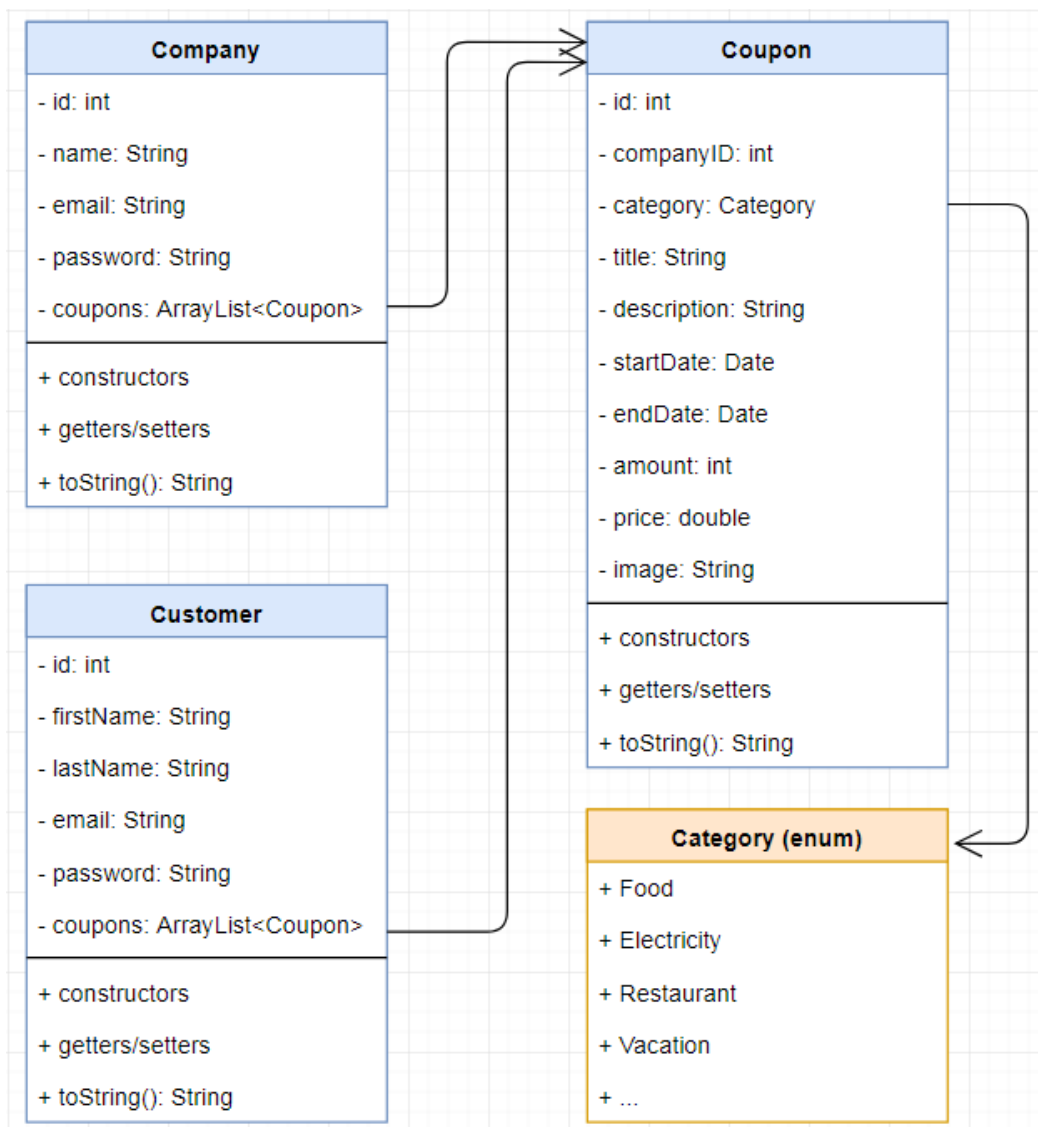 Company
- id: int
- name: String
- email: String
- password: String
- coupons: ArrayList<Coupon>
+ constructors
+ getters/setters
+ toString(): String
Customer
- id: int
- firstName: String
- lastName: String
- email: String
- password: String
- coupons: ArrayList<Coupon>
+ constructors
+ getters/setters
+ toString(): String
Coupon
- id: int
- companyID: int
- category: Category
- title: String
- description: String
- startDate: Date
- endDate: Date
- amount: int
- price: double
- image: String
+ constructors
+ getters/setters
+ toString(): String
Category (enum)
+ Food
+ Electricity
+ Restaurant
+ Vacation
+ ...